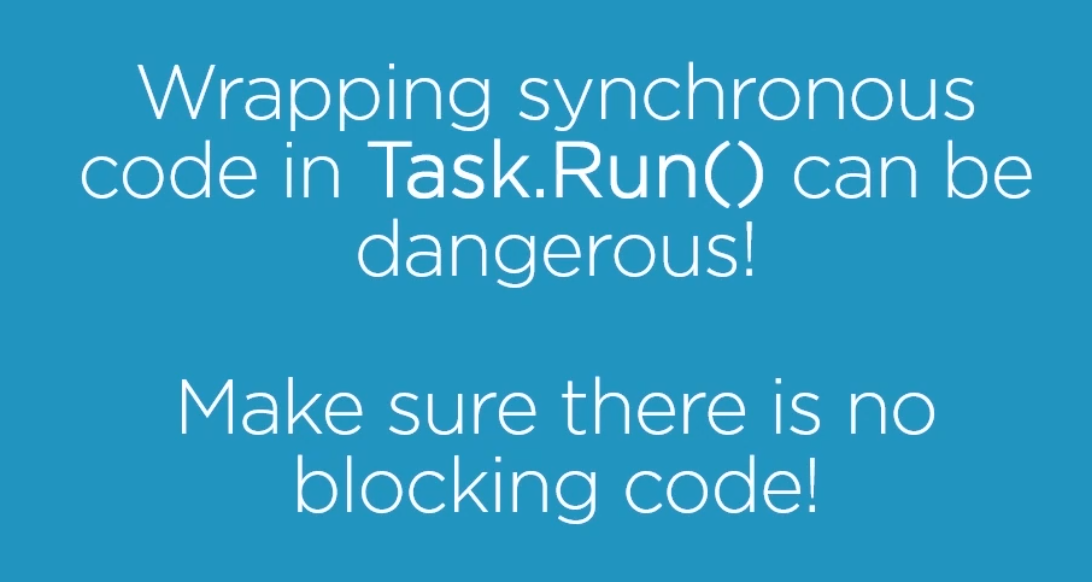 Wrapping synchronous
code in Task.Run() can be
dangerous!
Make sure there is no
blocking code!